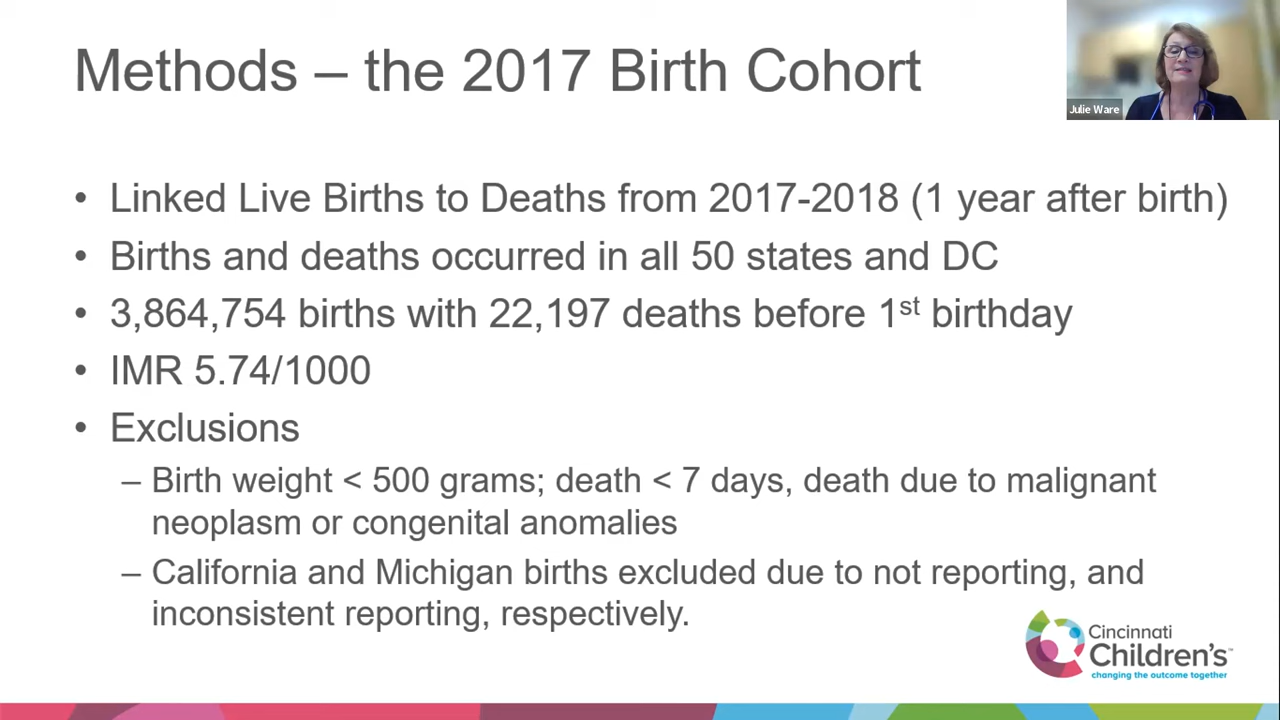 Methods – the 2017 Birth Cohort
Julie Ware
• Linked Live Births to Deaths from 2017-2018 (1 year after birth)
• Births and deaths occurred in all 50 states and DC
• 3,864,754 births with 22,197 deaths before 1st birthday
• IMR 5.74/1000
• Exclusions
– Birth weight < 500 grams; death < 7 days, death due to malignant
neoplasm or congenital anomalies
– California and Michigan births excluded due to not reporting, and
inconsistent reporting, respectively.
Cincinnati
Children's™
changing the outcome together